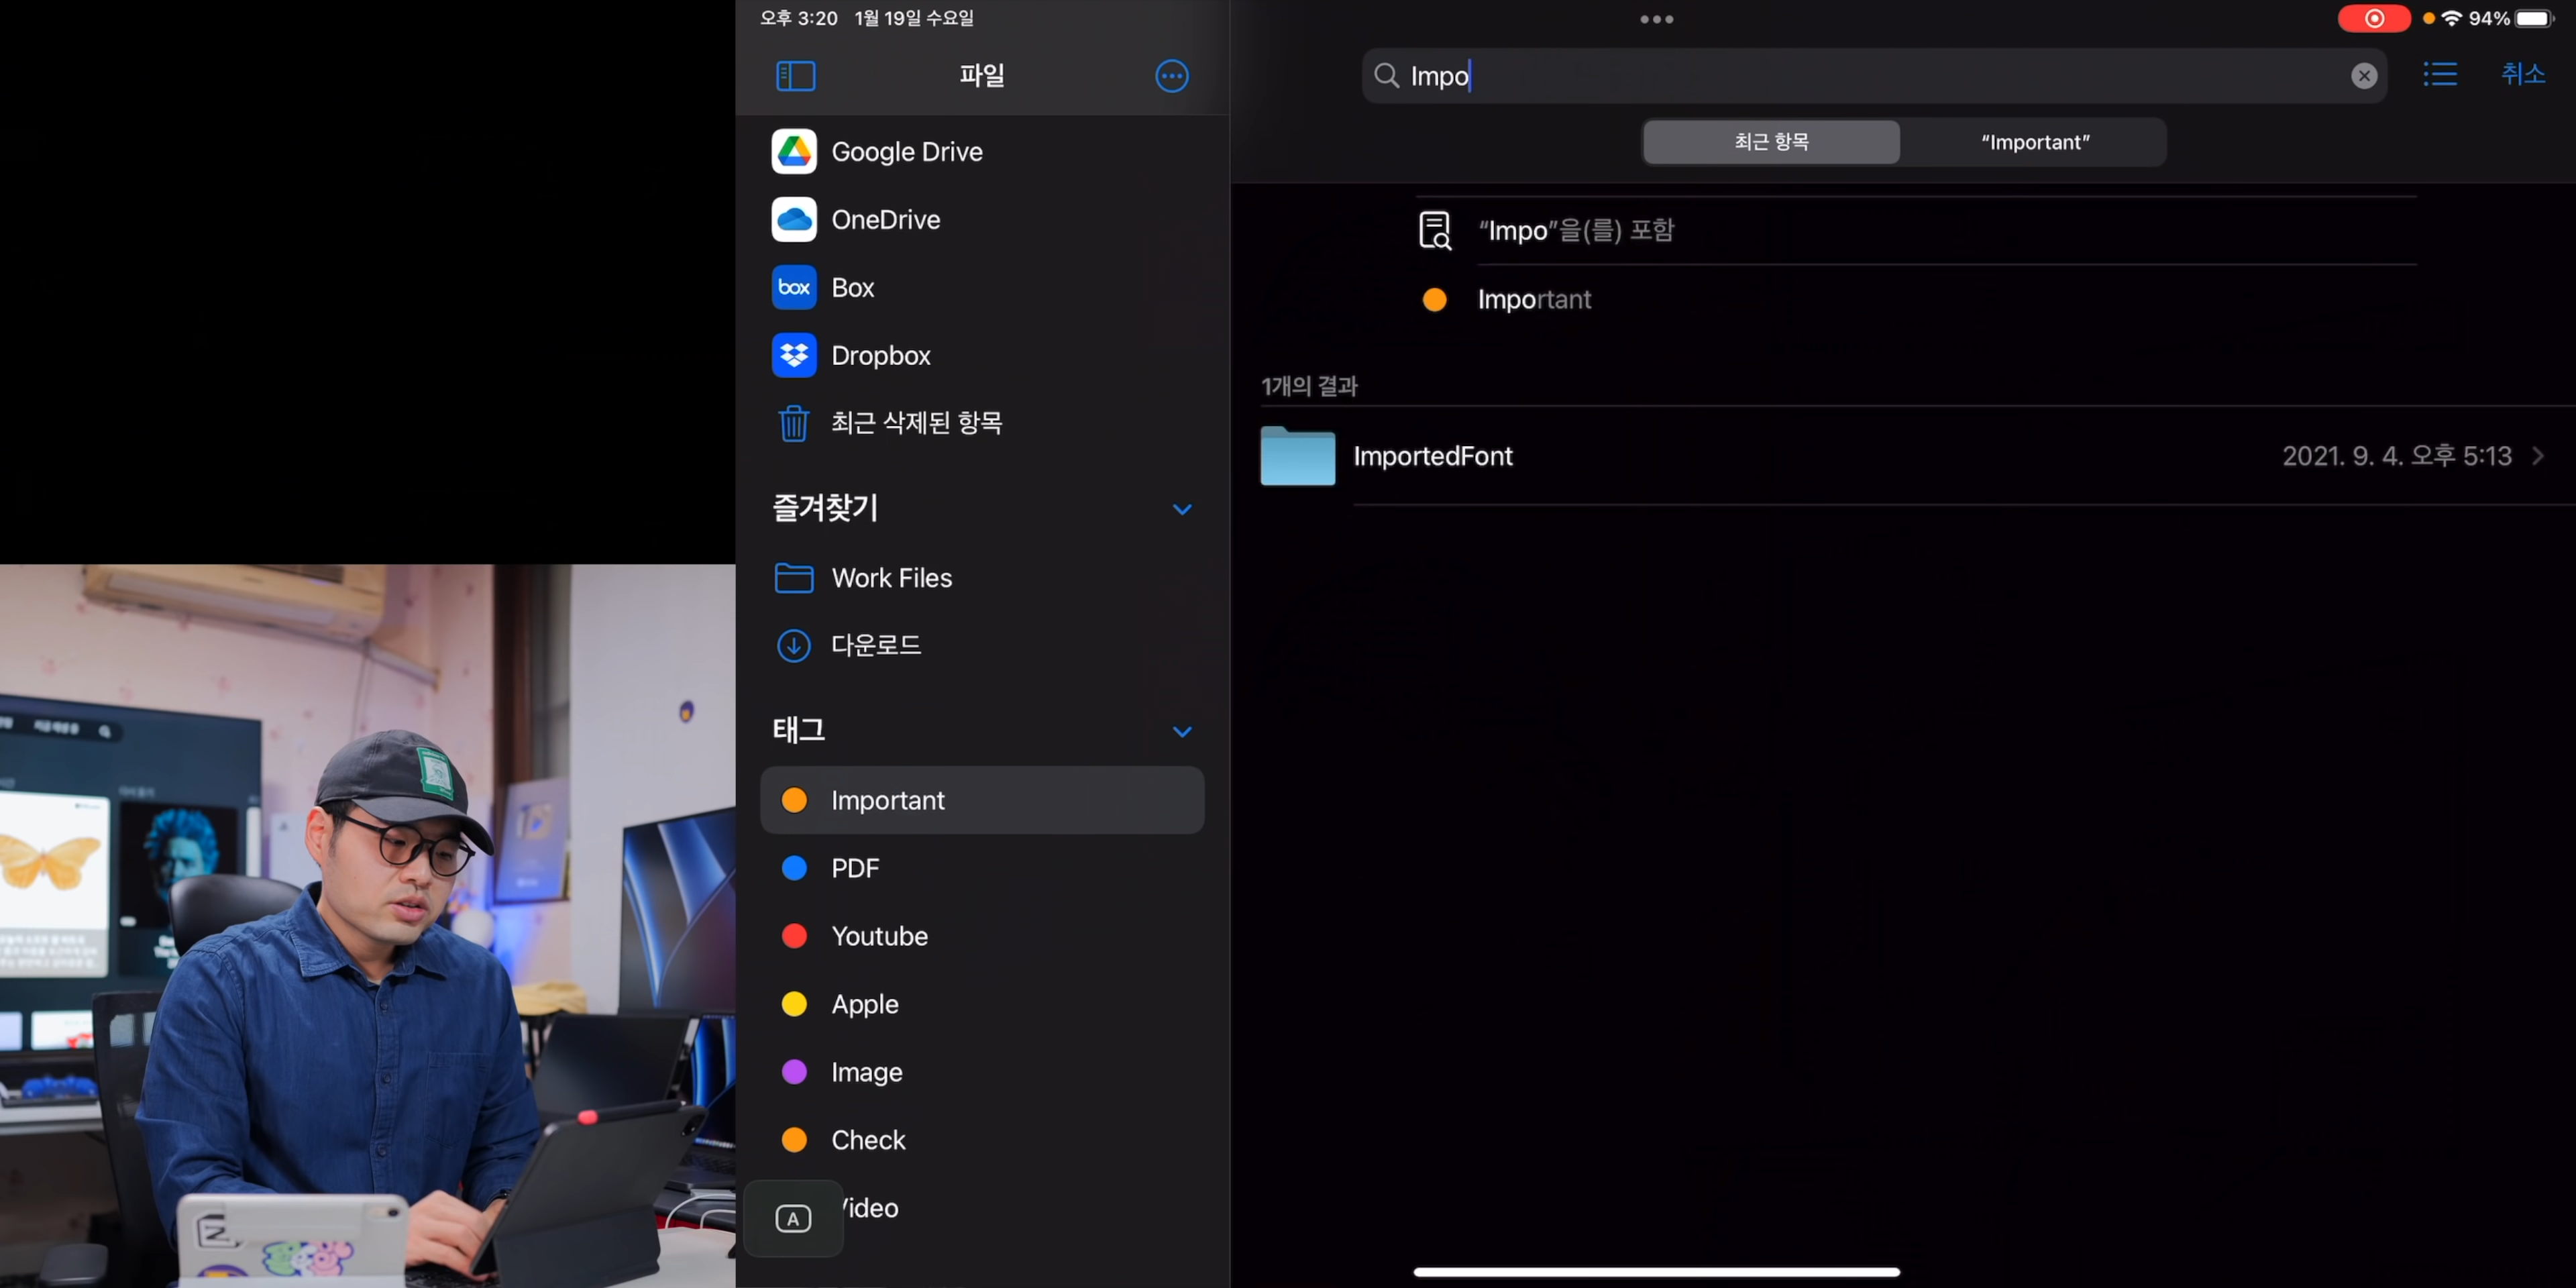 오후 3:20 1월 19일 수요일
94%
파일
Google Drive
OneDrive
box Box
Dropbox
최근 삭제된 항목
즐겨찾기
Work Files
다운로드
태그
Important
PDF
Youtube
Apple
Image
Check
A
Video
Impo
취소
최근 항목
“Important”
“Impo”을(를) 포함
Important
1개의 결과
ImportedFont
2021. 9. 4. 오후 5:13